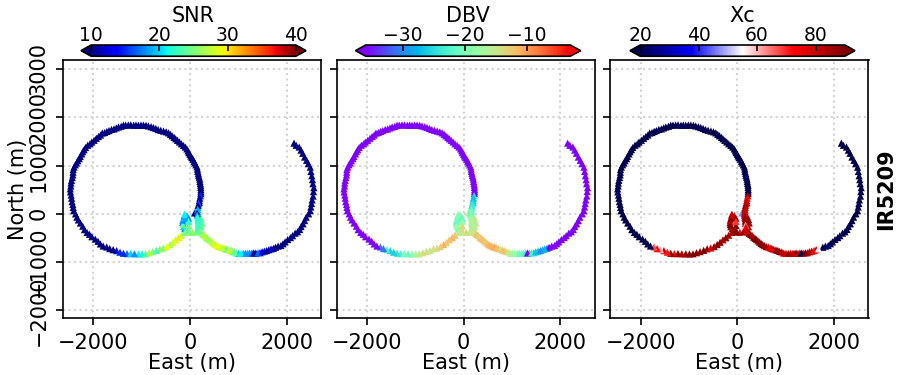 SNR
DBV
Xc
10 20 30 40
−30 −20 −10
20 40 60 80
North (m)
3000
2000
1000
0
−1000
−2000
−2000 0 2000
−2000 0 2000
−2000 0 2000
East (m)
East (m)
East (m)
IR5209